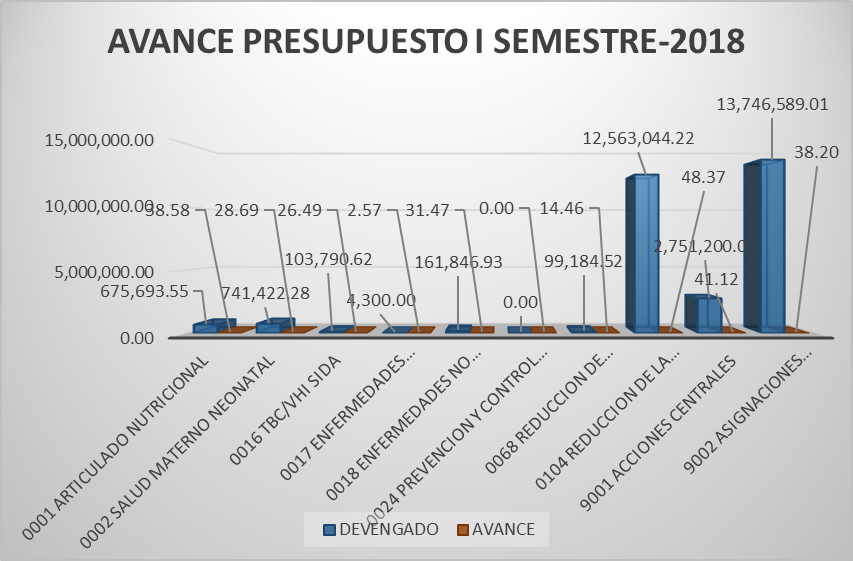 AVANCE PRESUPUESTO I SEMESTRE-2018
13,746,589.01
12,563,044.22
15,000,000.00
38.20
48.37
10,000,000.00
38.58
28.69
26.49
2.57
31.47
0.00
14.46
2,751,200.0
103,790.62
161,846.93
99,184.52
5,000,000.00
41.12
675,693.55
741,422.28
4,300.00
0.00
0.00
0001 ARTICULADO NUTRICIONAL
0002 SALUD MATERNO NEONATAL
0016 TBC/VHI SIDA
0017 ENFERMEDADES...
0018 ENFERMEDADES NO...
0024 PREVENCION Y CONTROL...
0068 REDUCCION DE...
0104 REDUCCION DE LA...
9001 ACCIONES CENTRALES
9002 ASIGNACIONES...
DEVENGADO
AVANCE